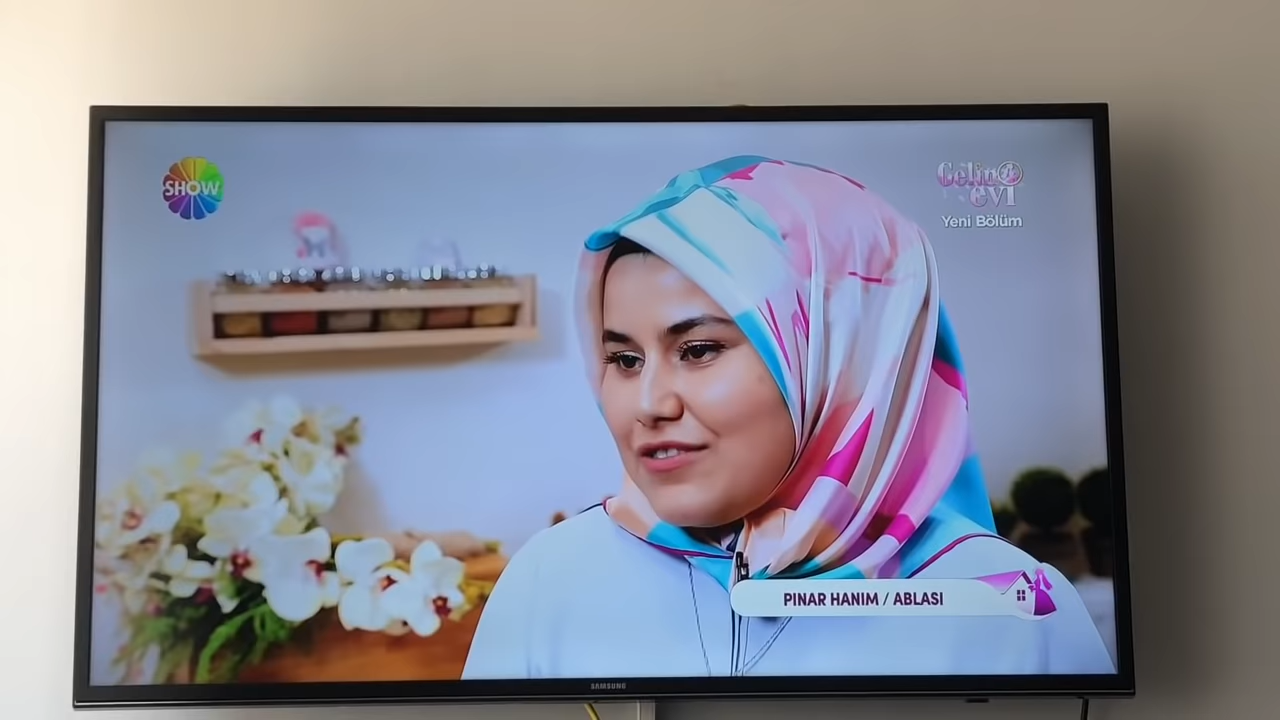 SHOW
Gelin
evi
Yeni Bölüm
PINAR HANIM / ABLASI
SAMSUNG